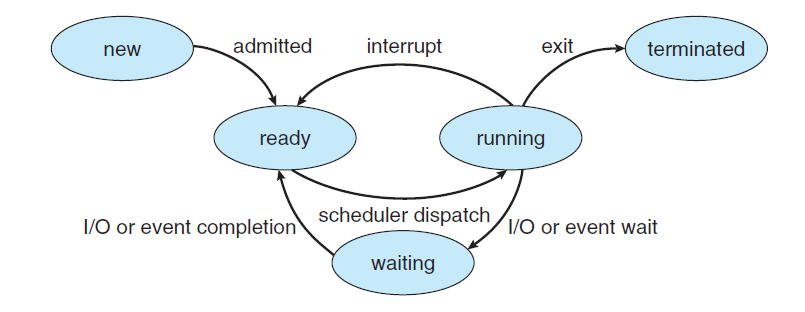 new
admitted
interrupt
exit
terminated
ready
running
scheduler dispatch
I/O or event completion
I/O or event wait
waiting